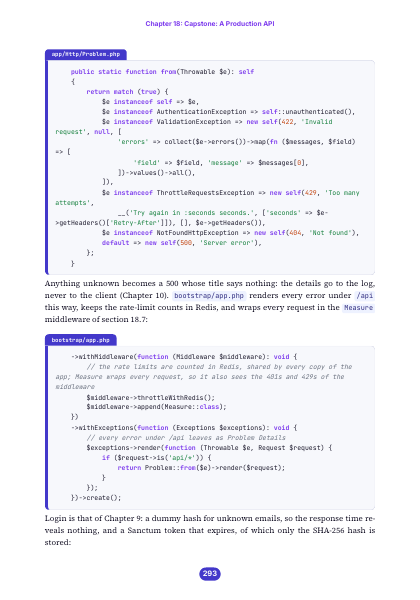 Chapter 18: Capstone: A Production API
app/Http/Problem.php
public static function from(Throwable $e): self
{
return match (true) {
$e instanceof self => $e,
$e instanceof AuthenticationException => self::unauthenticated(),
$e instanceof ValidationException => new self(422, 'Invalid
request', null, [
'errors' => collect($e->errors())->map(fn ($messages, $field)
=> [
'field' => $field, 'message' => $messages[0],
])->values()->all(),
]),
$e instanceof ThrottleRequestsException => new self(429, 'Too many
attempts',
__('Try again in :seconds seconds.', ['seconds' => $e-
>getHeaders()['Retry-After']]), [], $e->getHeaders()),
$e instanceof NotFoundHttpException => new self(404, 'Not found'),
default => new self(500, 'Server error'),
};
}
Anything unknown becomes a 500 whose title says nothing: the details go to the log,
never to the client (Chapter 10). bootstrap/app.php renders every error under /api
this way, keeps the rate-limit counts in Redis, and wraps every request in the Measure
middleware of section 18.7:
bootstrap/app.php
->withMiddleware(function (Middleware $middleware): void {
// the rate limits are counted in Redis, shared by every copy of the
app; Measure wraps every request, so it also sees the 401s and 429s of the
middleware
$middleware->throttleWithRedis();
$middleware->append(Measure::class);
})
->withExceptions(function (Exceptions $exceptions): void {
// every error under /api leaves as Problem Details
$exceptions->render(function (Throwable $e, Request $request) {
if ($request->is('api/*')) {
return Problem::from($e)->render($request);
}
});
})->create();
Login is that of Chapter 9: a dummy hash for unknown emails, so the response time re-
veals nothing, and a Sanctum token that expires, of which only the SHA-256 hash is
stored:
293